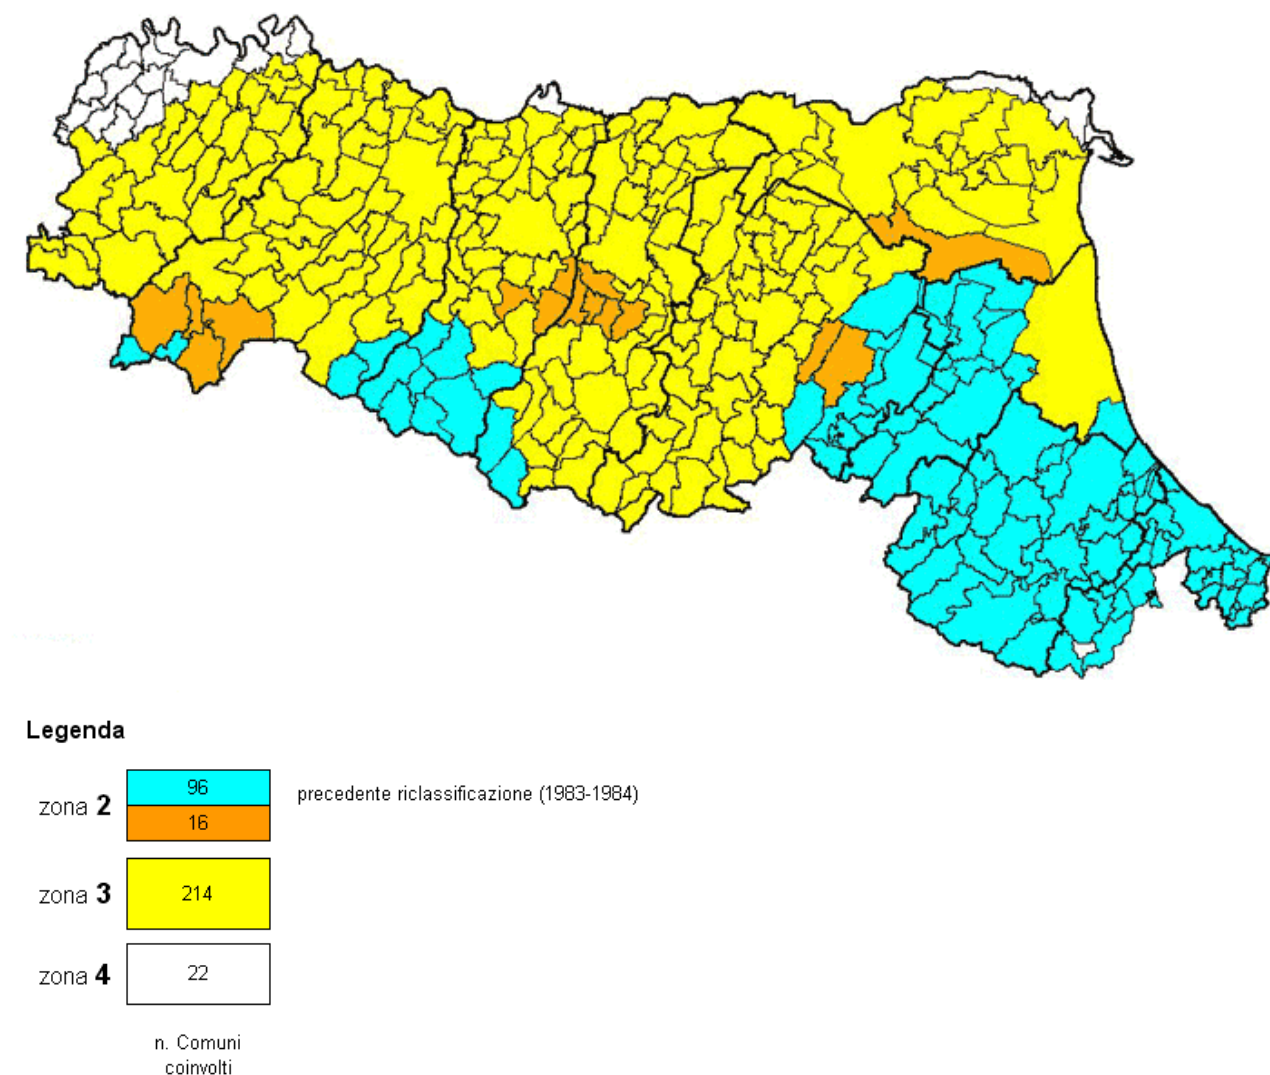 Legenda
zona 2
96
precedente riclassificazione (1983-1984)
16
zona 3
214
zona 4
22
n. Comuni
coinvolti